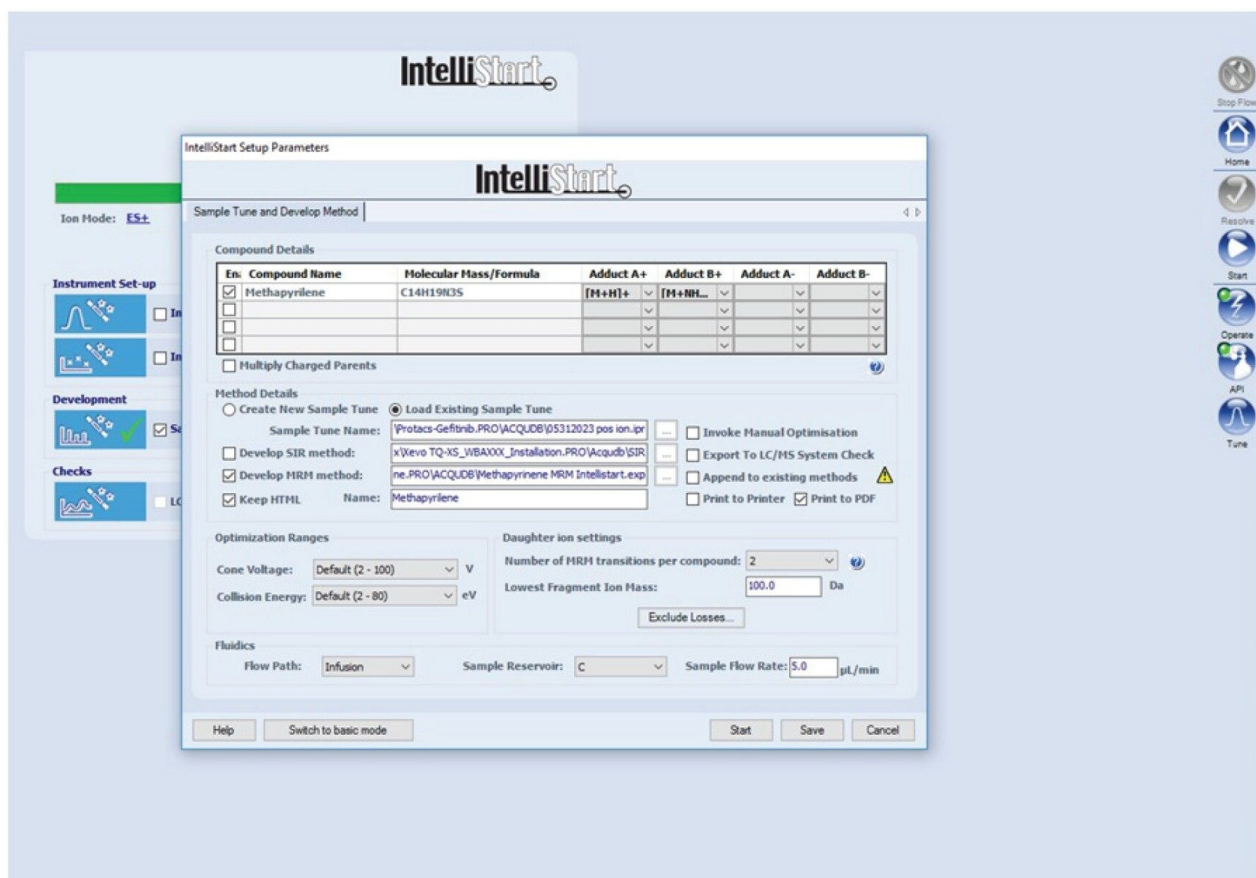 IntelliStart
Stop Flow
Home
Resolve
Start
Operate
API
Tune
Ion Mode: ES+
Instrument Set-up
In
In
Development
Sa
Checks
LC
IntelliStart Setup Parameters
IntelliStart
Sample Tune and Develop Method
Compound Details
Ena Compound Name Molecular Mass/Formula Adduct A+ Adduct B+ Adduct A- Adduct B-
Methapyrilene C14H19N3S [M+H]+ [M+NH...
Multiply Charged Parents
Method Details
Create New Sample Tune Load Existing Sample Tune
Sample Tune Name: \Protacs-Gefitnib.PRO\ACQUDB\05312023 pos ion.ipr ... Invoke Manual Optimisation
Develop SIR method: x\Xevo TQ-XS_WBAXXX_Installation.PRO\Acqudb\SIR ... Export To LC/MS System Check
Develop MRM method: ne.PRO\ACQUDB\Methapyrinene MRM Intellistart.exp ... Append to existing methods
Keep HTML Name: Methapyrilene Print to Printer Print to PDF
Optimization Ranges
Cone Voltage: Default (2 - 100) V
Collision Energy: Default (2 - 80) eV
Daughter ion settings
Number of MRM transitions per compound: 2
Lowest Fragment Ion Mass: 100.0 Da
Exclude Losses...
Fluidics
Flow Path: Infusion Sample Reservoir: C Sample Flow Rate: 5.0 µL/min
Help Switch to basic mode Start Save Cancel